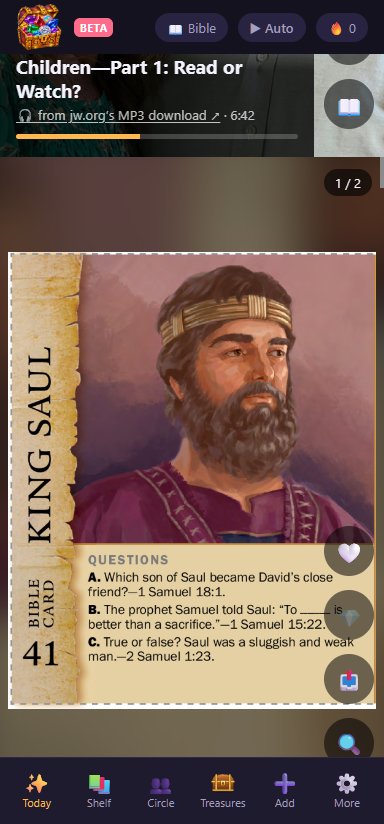 BETA
Bible
Auto
0
Children—Part 1: Read or
Watch?
from jw.org's MP3 download ↗ · 6:42
1 / 2
KING SAUL
BIBLE
CARD
41
QUESTIONS
A. Which son of Saul became David's close
friend?—1 Samuel 18:1.
B. The prophet Samuel told Saul: “To _____ is
better than a sacrifice.”—1 Samuel 15:22.
C. True or false? Saul was a sluggish and weak
man.—2 Samuel 1:23.
Today
Shelf
Circle
Treasures
Add
More